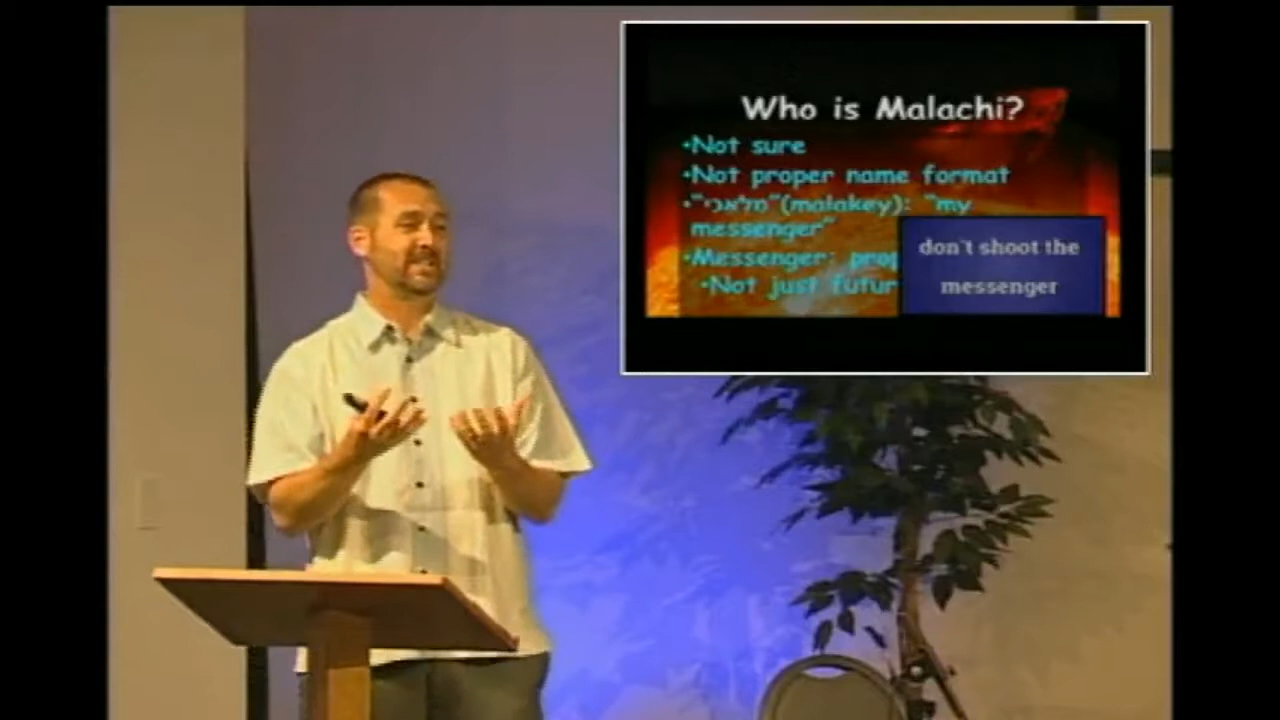 Who is Malachi?
•Not sure
•Not proper name format
•"מלאכי"(malakey): "my
messenger"
•Messenger:
•Not just
don't shoot the
messenger